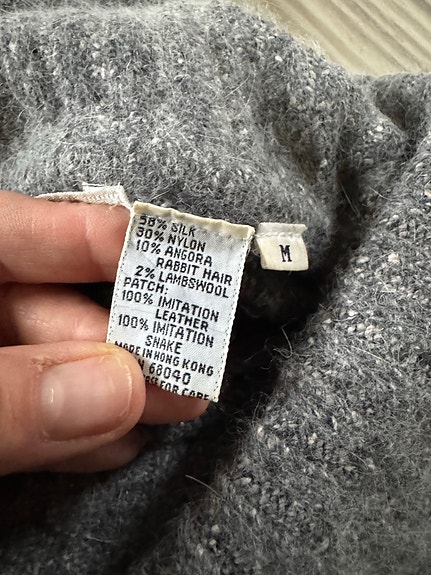 58% SILK
30% NYLON
10% ANGORA
RABBIT HAIR
2% LAMBSWOOL
PATCH:
100% IMITATION
LEATHER
100% IMITATION
SNAKE
MADE IN HONG KONG
68040
FOR CARE
M